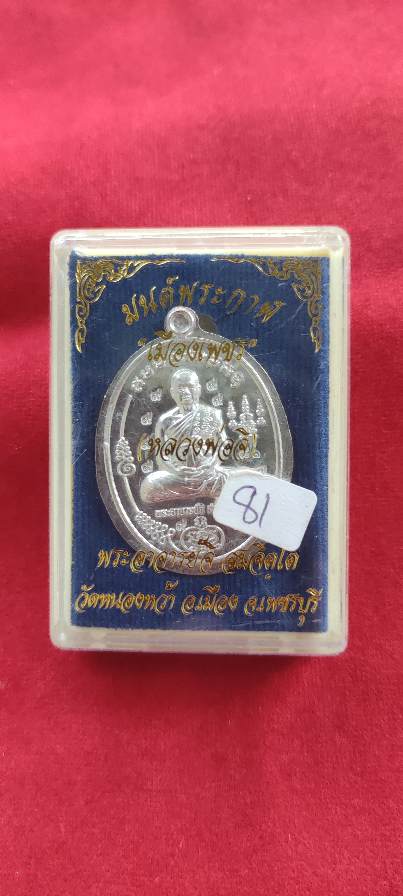 มนต์พระกาฬ
"เมืองเพชร"
(หลวงพ่อจิ)
81
พระอาจารย์จิ สุมจิตโต
วัดหนองหว้า อ.เมือง จ.เพชรบุรี